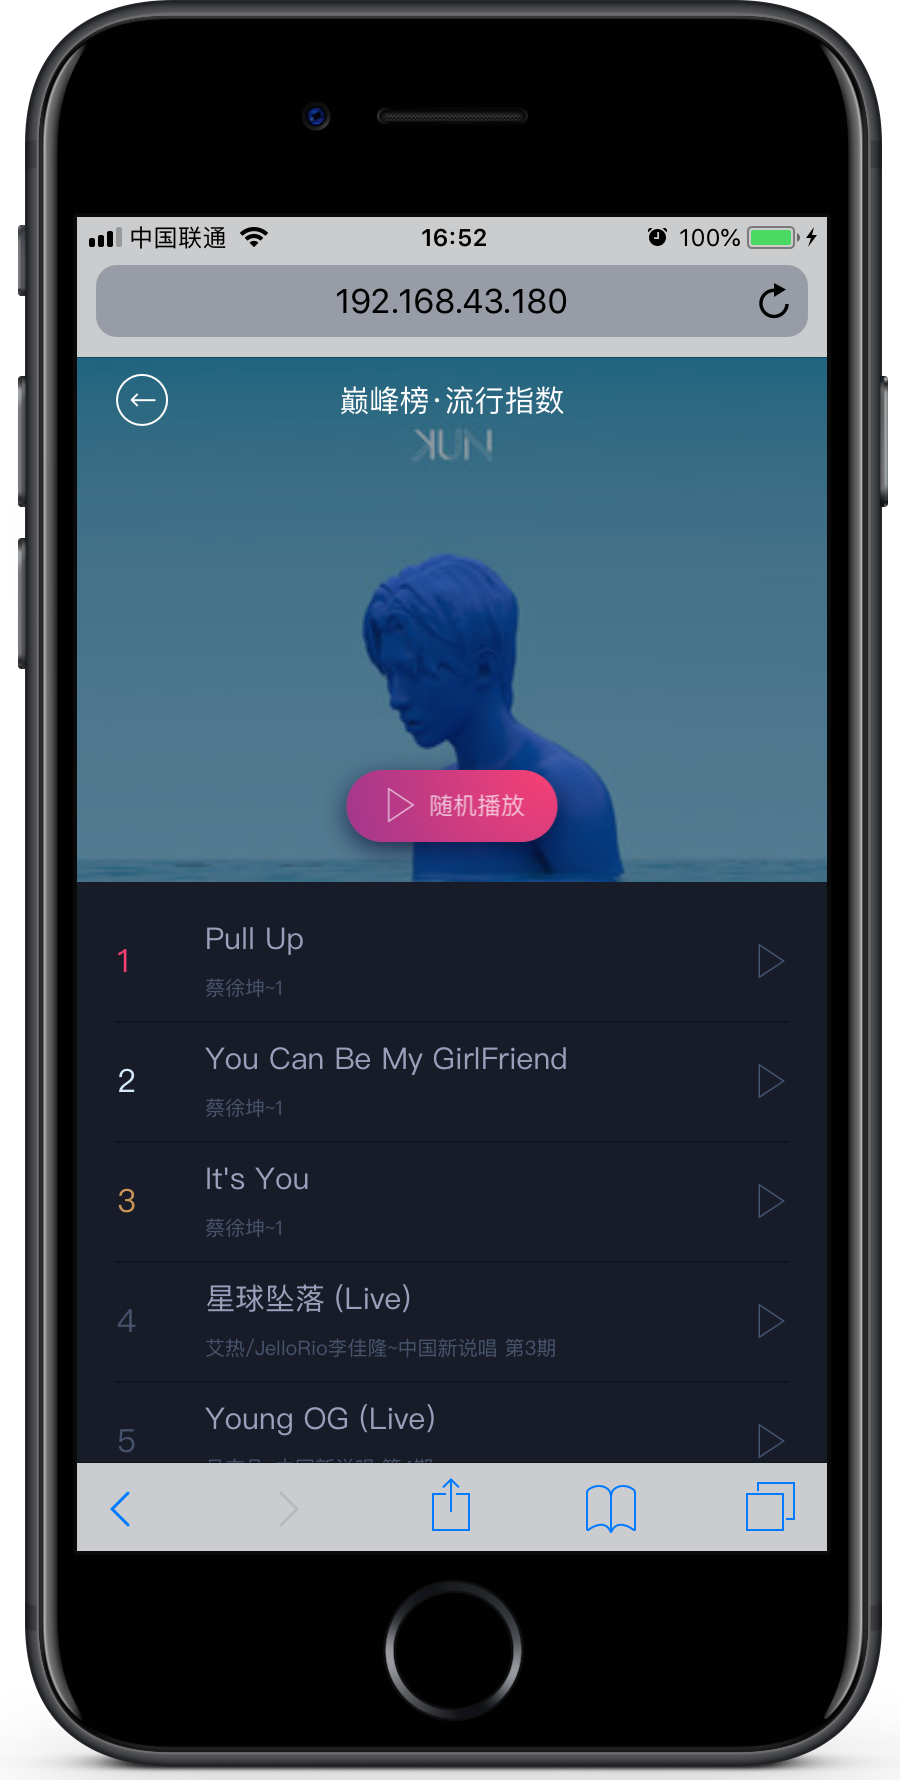 中国联通 16:52 100%
192.168.43.180
巅峰榜·流行指数
随机播放
1 Pull Up
蔡徐坤~1
2 You Can Be My GirlFriend
蔡徐坤~1
3 It's You
蔡徐坤~1
4 星球坠落 (Live)
艾热/JelloRio李佳隆~中国新说唱 第3期
5 Young OG (Live)